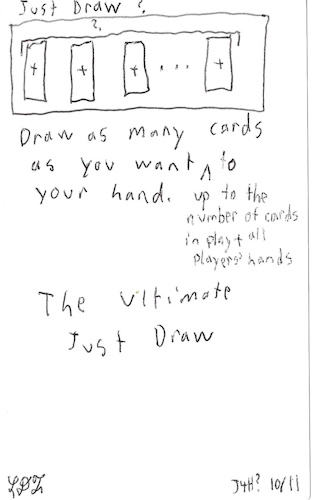 Just Draw ?
?
+ + + ... +
Draw as many cards
as you want ^ to
your hand. up to the
number of cards
in play + all
players' hands
The Ultimate
Just Draw
J4H? 10/11